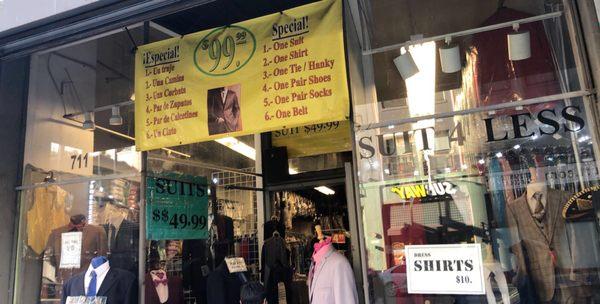 ¡Especial!
1.- Un traje
2.- Una Camisa
3.- Una Corbata
4.- Par de Zapatos
5.- Par de Calcetines
6.- Un Cinto
$99.99
Special!
1.- One Suit
2.- One Shirt
3.- One Tie / Hanky
4.- One Pair Shoes
5.- One Pair Socks
6.- One Belt
SUIT $49.99
711
SUITS
$$49.99
SUIT 4 LESS
SUBWAY
DRESS
SHIRTS
$10.